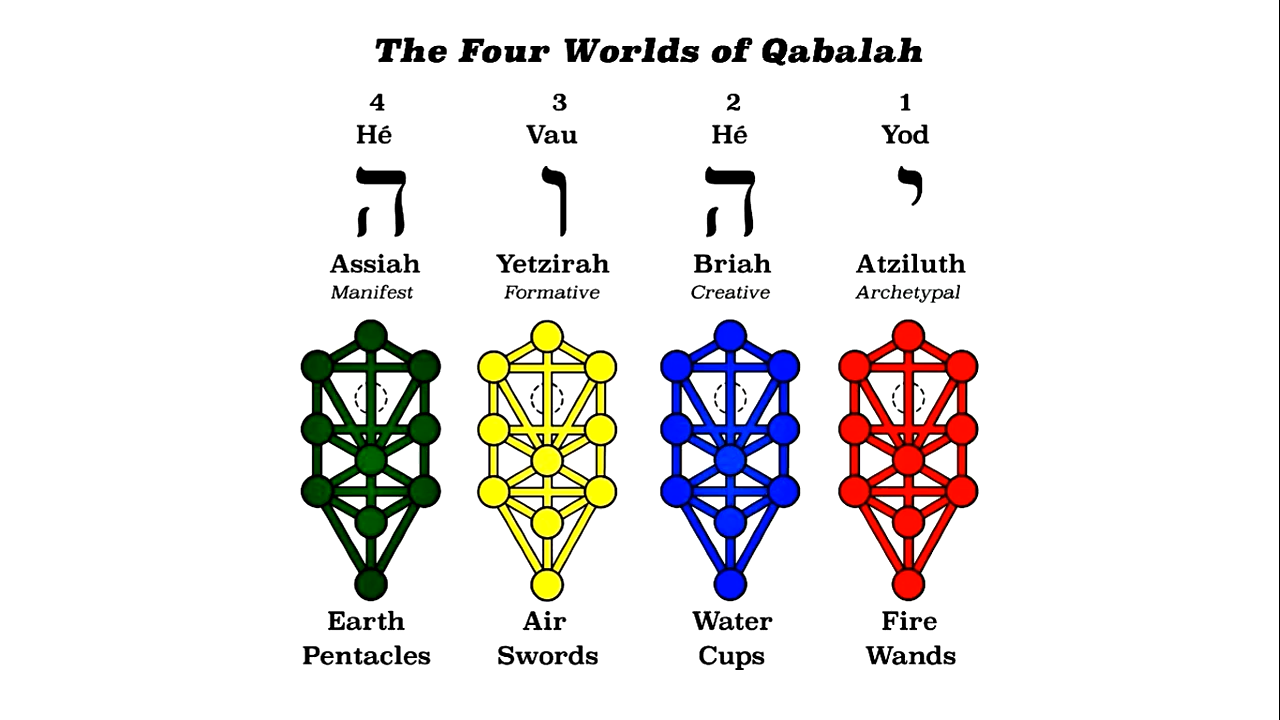 The Four Worlds of Qabalah
4 3 2 1
Hé Vau Hé Yod
ה ו ה י
Assiah Yetzirah Briah Atziluth
Manifest Formative Creative Archetypal
Earth Air Water Fire
Pentacles Swords Cups Wands